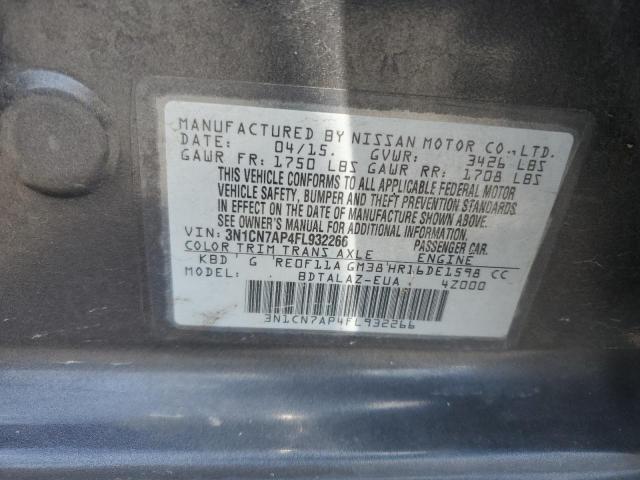 MANUFACTURED BY NISSAN MOTOR CO.,LTD.
DATE: 04/15. GVWR: 3426 LBS
GAWR FR: 1750 LBS GAWR RR: 1708 LBS
THIS VEHICLE CONFORMS TO ALL APPLICABLE FEDERAL MOTOR
VEHICLE SAFETY, BUMPER, AND THEFT PREVENTION STANDARDS
IN EFFECT ON THE DATE OF MANUFACTURE SHOWN ABOVE.
SEE OWNER'S MANUAL FOR ADDITIONAL INFORMATION
VIN: 3N1CN7AP4FL932266 PASSENGER CAR.
COLOR TRIM TRANS AXLE ENGINE
KBD ' G 'RE0F11A GM38'HR16DE1598 CC
MODEL: BDTALAZ-EUA 4Z000
3N1CN7AP4FL932266